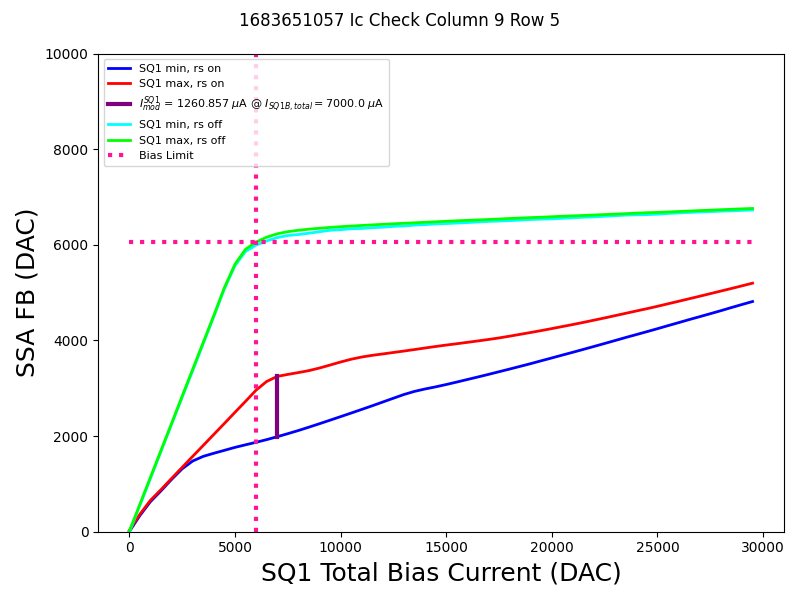 1683651057 Ic Check Column 9 Row 5
10000
8000
6000
4000
2000
0
SSA FB (DAC)
SQ1 min, rs on
SQ1 max, rs on
I_{mod}^{SQ1} = 1260.857 μA @ I_{SQ1B,total} = 7000.0 μA
SQ1 min, rs off
SQ1 max, rs off
Bias Limit
0 5000 10000 15000 20000 25000 30000
SQ1 Total Bias Current (DAC)